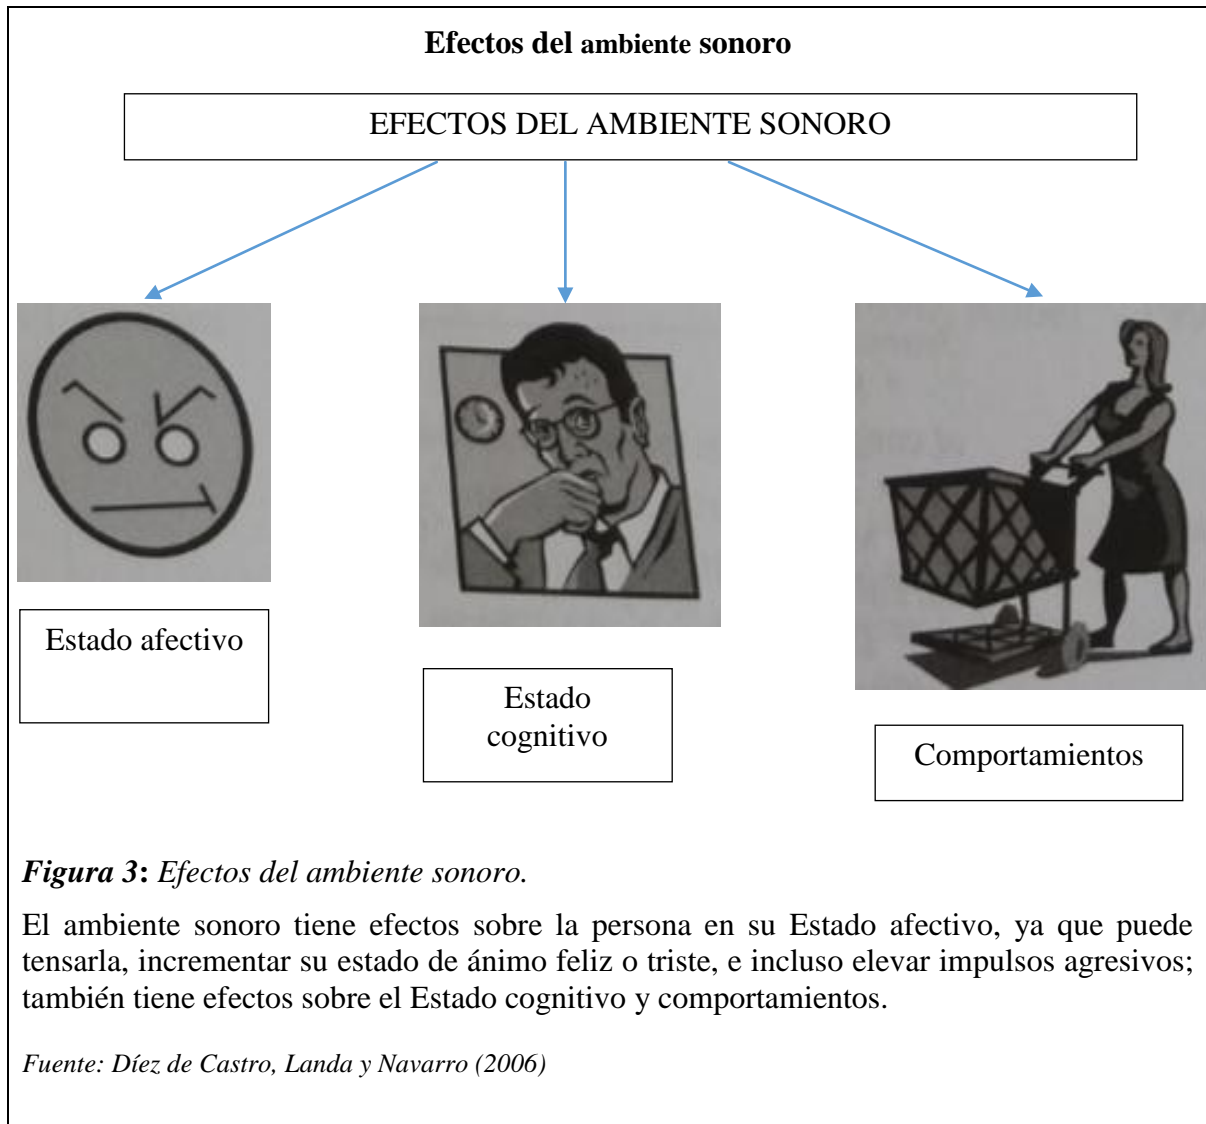 Efectos del ambiente sonoro
EFECTOS DEL AMBIENTE SONORO
Estado afectivo
Estado
cognitivo
Comportamientos
Figura 3: Efectos del ambiente sonoro.
El ambiente sonoro tiene efectos sobre la persona en su Estado afectivo, ya que puede
tensarla, incrementar su estado de ánimo feliz o triste, e incluso elevar impulsos agresivos;
también tiene efectos sobre el Estado cognitivo y comportamientos.
Fuente: Díez de Castro, Landa y Navarro (2006)